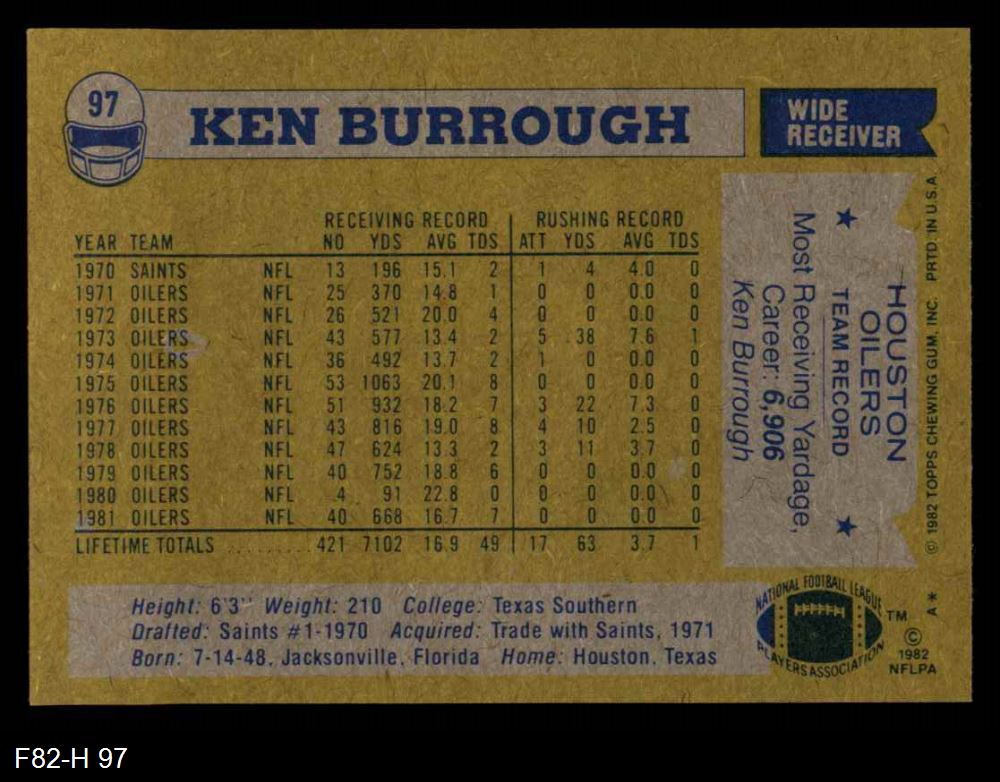 97
KEN BURROUGH
WIDE
RECEIVER
RECEIVING RECORD RUSHING RECORD
YEAR TEAM NO YDS AVG TDS ATT YDS AVG TDS
1970 SAINTS NFL 13 196 15.1 2 1 4 4.0 0
1971 OILERS NFL 25 370 14.8 1 0 0 0.0 0
1972 OILERS NFL 26 521 20.0 4 0 0 0.0 0
1973 OILERS NFL 43 577 13.4 2 5 38 7.6 1
1974 OILERS NFL 36 492 13.7 2 1 0 0.0 0
1975 OILERS NFL 53 1063 20.1 8 0 0 0.0 0
1976 OILERS NFL 51 932 18.2 7 3 22 7.3 0
1977 OILERS NFL 43 816 19.0 8 4 10 2.5 0
1978 OILERS NFL 47 624 13.3 2 3 11 3.7 0
1979 OILERS NFL 40 752 18.8 6 0 0 0.0 0
1980 OILERS NFL 4 91 22.8 0 0 0 0.0 0
1981 OILERS NFL 40 668 16.7 7 0 0 0.0 0
LIFETIME TOTALS .......... 421 7102 16.9 49 17 63 3.7 1
HOUSTON
OILERS
★ TEAM RECORD ★
Most Receiving Yardage,
Career: 6,906
Ken Burrough
© 1982 TOPPS CHEWING GUM, INC. PRTD. IN U.S.A.
Height: 6'3" Weight: 210 College: Texas Southern
Drafted: Saints #1-1970 Acquired: Trade with Saints, 1971
Born: 7-14-48, Jacksonville, Florida Home: Houston, Texas
NATIONAL FOOTBALL LEAGUE
PLAYERS ASSOCIATION
TM
©
1982
NFLPA
A*
F82-H 97